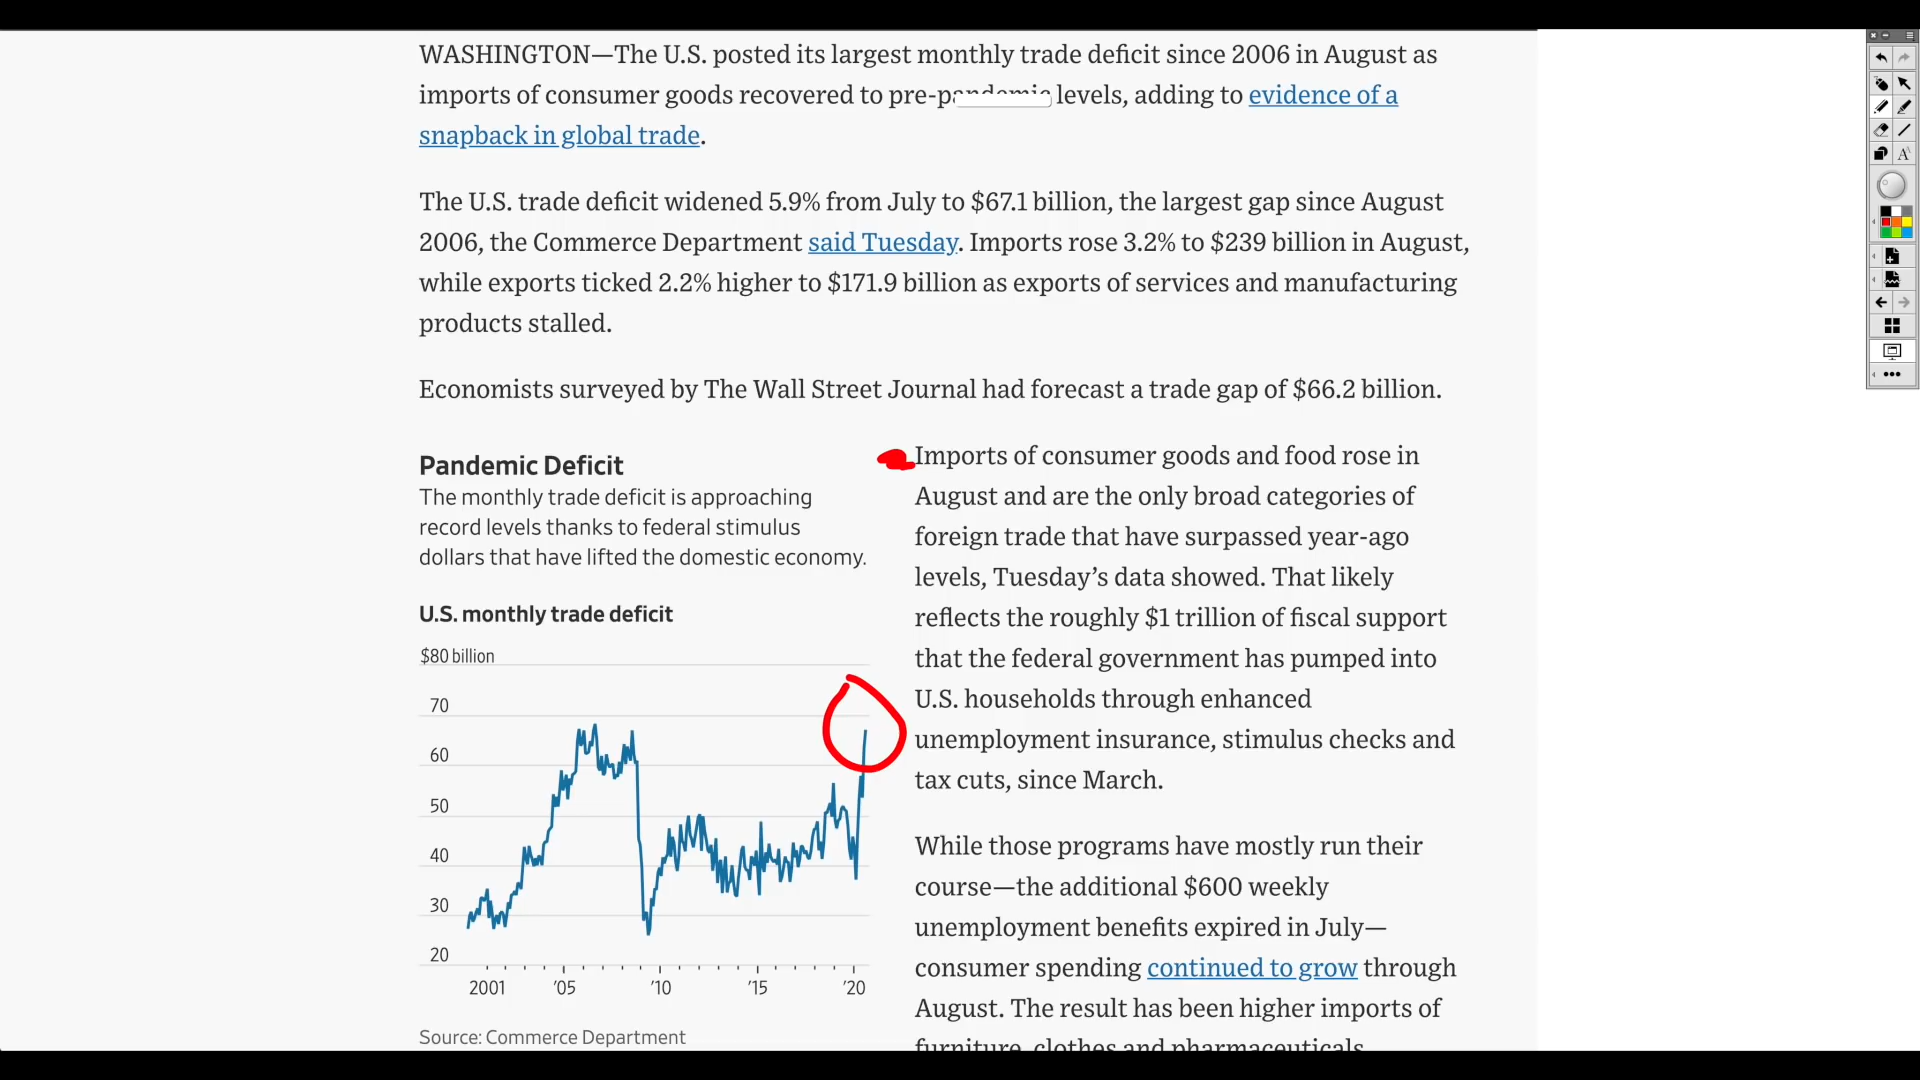 WASHINGTON—The U.S. posted its largest monthly trade deficit since 2006 in August as
imports of consumer goods recovered to pre-pandemic levels, adding to evidence of a
snapback in global trade.
The U.S. trade deficit widened 5.9% from July to $67.1 billion, the largest gap since August
2006, the Commerce Department said Tuesday. Imports rose 3.2% to $239 billion in August,
while exports ticked 2.2% higher to $171.9 billion as exports of services and manufacturing
products stalled.
Economists surveyed by The Wall Street Journal had forecast a trade gap of $66.2 billion.
Pandemic Deficit
The monthly trade deficit is approaching
record levels thanks to federal stimulus
dollars that have lifted the domestic economy.
U.S. monthly trade deficit
$80 billion
70
60
50
40
30
20
2001 '05 '10 '15 '20
Source: Commerce Department
Imports of consumer goods and food rose in
August and are the only broad categories of
foreign trade that have surpassed year-ago
levels, Tuesday’s data showed. That likely
reflects the roughly $1 trillion of fiscal support
that the federal government has pumped into
U.S. households through enhanced
unemployment insurance, stimulus checks and
tax cuts, since March.
While those programs have mostly run their
course—the additional $600 weekly
unemployment benefits expired in July—
consumer spending continued to grow through
August. The result has been higher imports of
furniture, clothes and pharmaceuticals